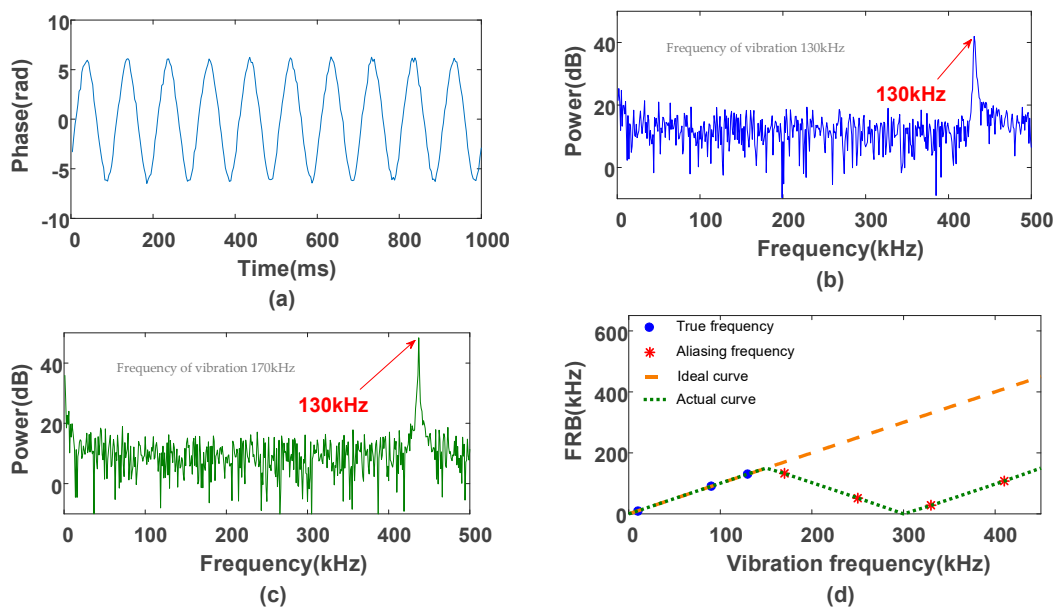 10
5
0
-5
-10
Phase(rad)
0 200 400 600 800 1000
Time(ms)
(a)
40
20
0
Power(dB)
Frequency of vibration 130kHz
130kHz
0 100 200 300 400 500
Frequency(kHz)
(b)
40
20
0
Power(dB)
Frequency of vibration 170kHz
130kHz
0 100 200 300 400 500
Frequency(kHz)
(c)
600
400
200
0
FRB(kHz)
True frequency
Aliasing frequency
Ideal curve
Actual curve
0 200 400
Vibration frequency(kHz)
(d)